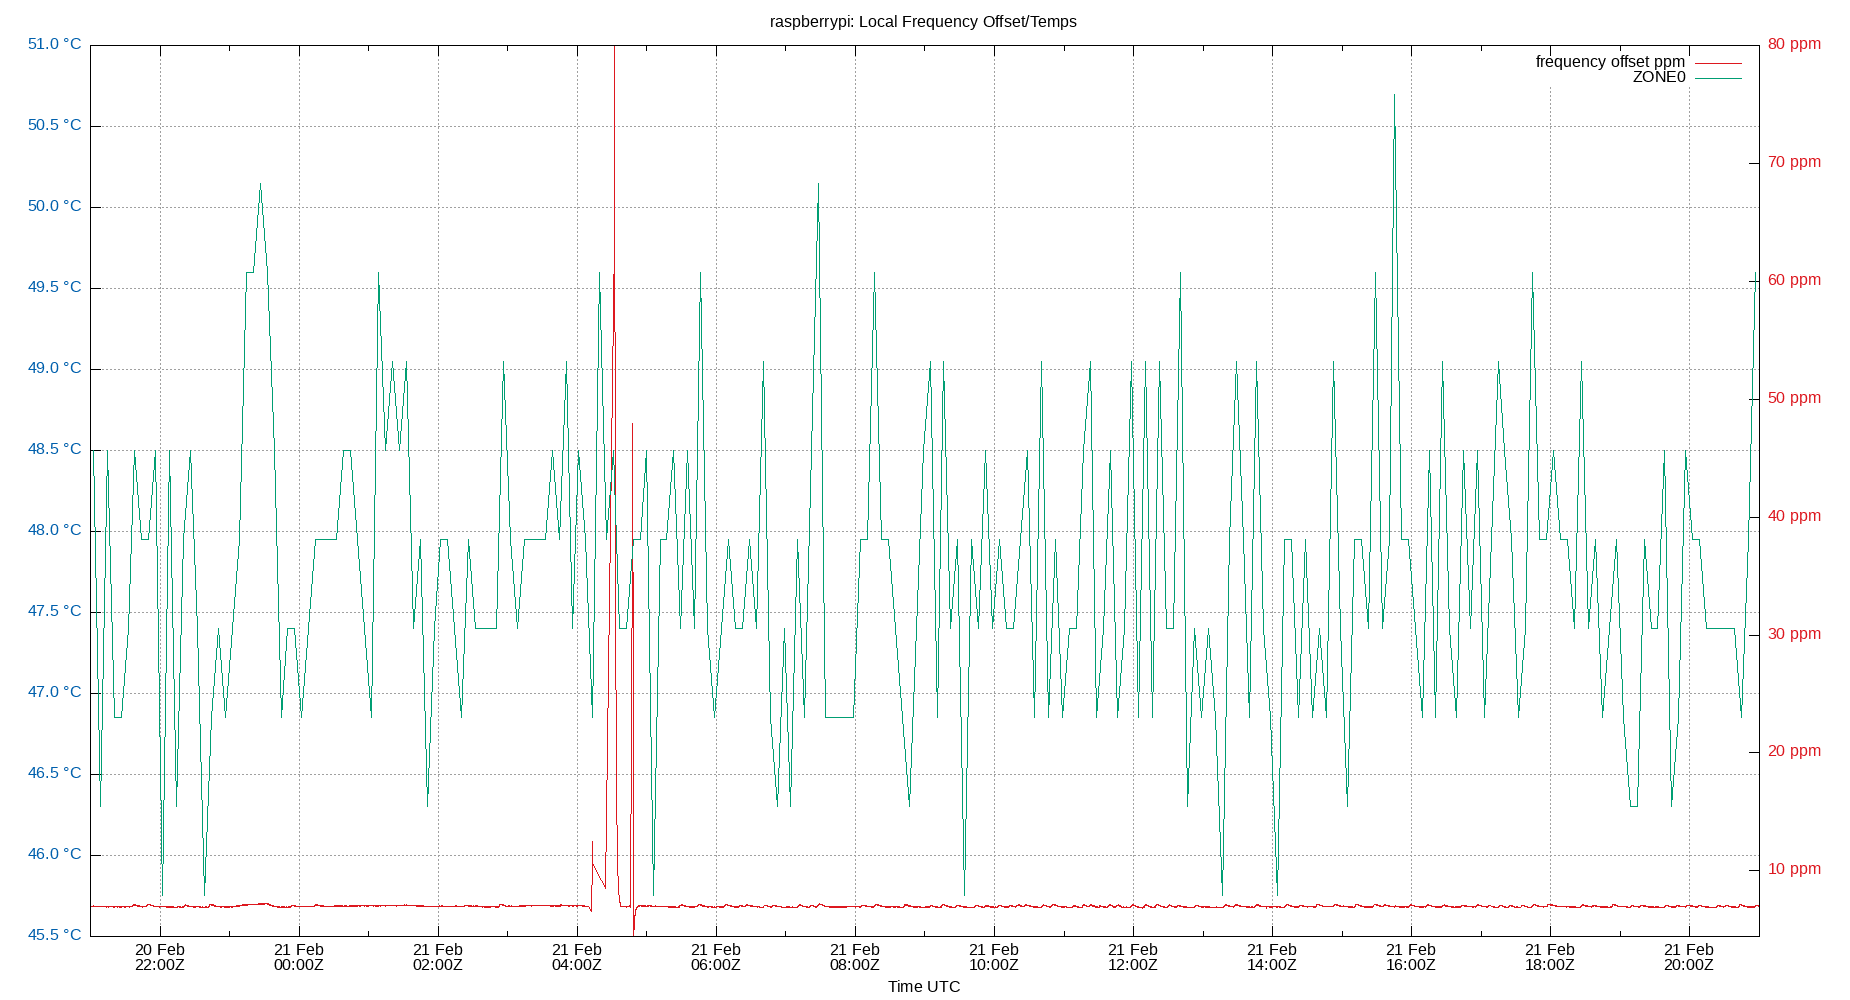 raspberrypi: Local Frequency Offset/Temps
51.0 °C
50.5 °C
50.0 °C
49.5 °C
49.0 °C
48.5 °C
48.0 °C
47.5 °C
47.0 °C
46.5 °C
46.0 °C
45.5 °C
80 ppm
70 ppm
60 ppm
50 ppm
40 ppm
30 ppm
20 ppm
10 ppm
frequency offset ppm
ZONE0
20 Feb
22:00Z
21 Feb
00:00Z
21 Feb
02:00Z
21 Feb
04:00Z
21 Feb
06:00Z
21 Feb
08:00Z
21 Feb
10:00Z
21 Feb
12:00Z
21 Feb
14:00Z
21 Feb
16:00Z
21 Feb
18:00Z
21 Feb
20:00Z
Time UTC